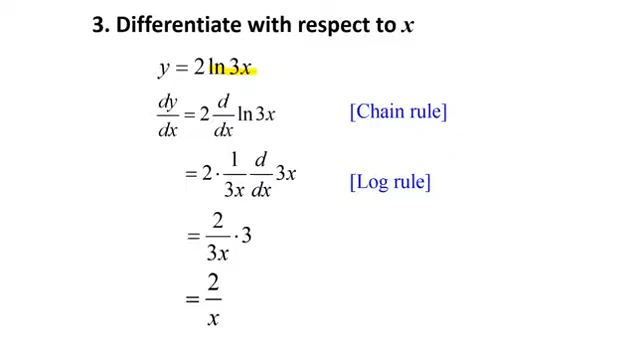 3. Differentiate with respect to x
y = 2 ln 3x
dy/dx = 2 d/dx ln 3x [Chain rule]
= 2 · 1/3x d/dx 3x [Log rule]
= 2/3x · 3
= 2/x